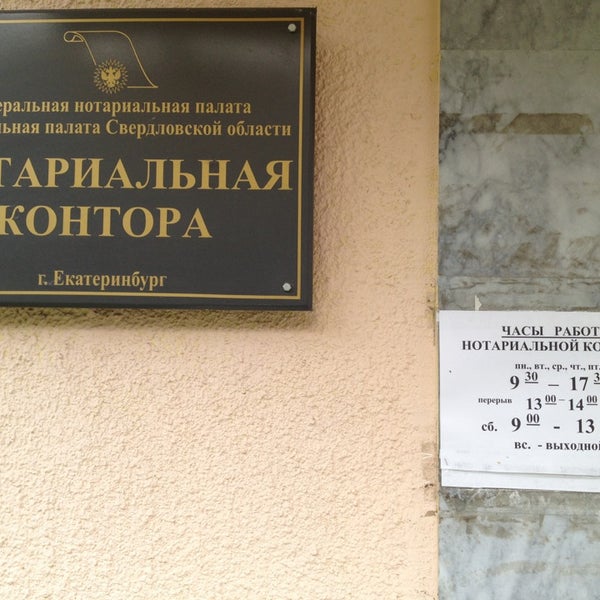 еральная нотариальная палата
льная палата Свердловской области
ТАРИАЛЬНАЯ
КОНТОРА
г. Екатеринбург
ЧАСЫ РАБОТ
НОТАРИАЛЬНОЙ КО
пн., вт., ср., чт., пт.
9 30 – 17 3
перерыв 13 00 – 14 00
сб. 9 00 - 13
вс. - выходной